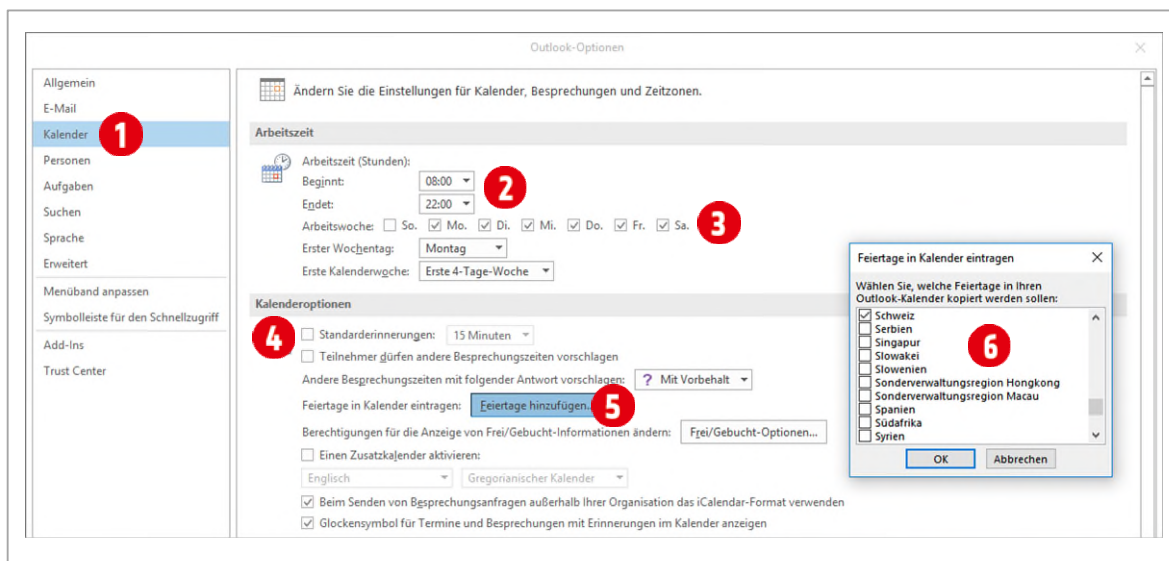 Outlook-Optionen
Allgemein
E-Mail
Kalender 1
Personen
Aufgaben
Suchen
Sprache
Erweitert
Menüband anpassen
Symbolleiste für den Schnellzugriff
Add-Ins
Trust Center
Ändern Sie die Einstellungen für Kalender, Besprechungen und Zeitzonen.
Arbeitszeit
Arbeitszeit (Stunden):
Beginnt: 08:00 2
Endet: 22:00
Arbeitswoche: So. Mo. Di. Mi. Do. Fr. Sa. 3
Erster Wochentag: Montag
Erste Kalenderwoche: Erste 4-Tage-Woche
Kalenderoptionen
4 Standarderinnerungen: 15 Minuten
Teilnehmer dürfen andere Besprechungszeiten vorschlagen
Andere Besprechungszeiten mit folgender Antwort vorschlagen: ? Mit Vorbehalt
Feiertage in Kalender eintragen: Feiertage hinzufügen.. 5
Berechtigungen für die Anzeige von Frei/Gebucht-Informationen ändern: Frei/Gebucht-Optionen...
Einen Zusatzkalender aktivieren:
Englisch Gregorianischer Kalender
Beim Senden von Besprechungsanfragen außerhalb Ihrer Organisation das iCalendar-Format verwenden
Glockensymbol für Termine und Besprechungen mit Erinnerungen im Kalender anzeigen
Feiertage in Kalender eintragen
Wählen Sie, welche Feiertage in Ihren
Outlook-Kalender kopiert werden sollen:
Schweiz
Serbien
Singapur 6
Slowakei
Slowenien
Sonderverwaltungsregion Hongkong
Sonderverwaltungsregion Macau
Spanien
Südafrika
Syrien
OK Abbrechen